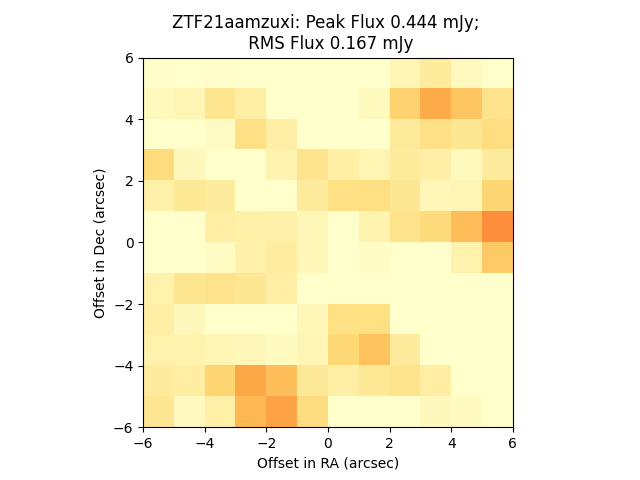 ZTF21aamzuxi: Peak Flux 0.444 mJy;
RMS Flux 0.167 mJy
6
4
2
0
−2
−4
−6
Offset in Dec (arcsec)
−6 −4 −2 0 2 4 6
Offset in RA (arcsec)